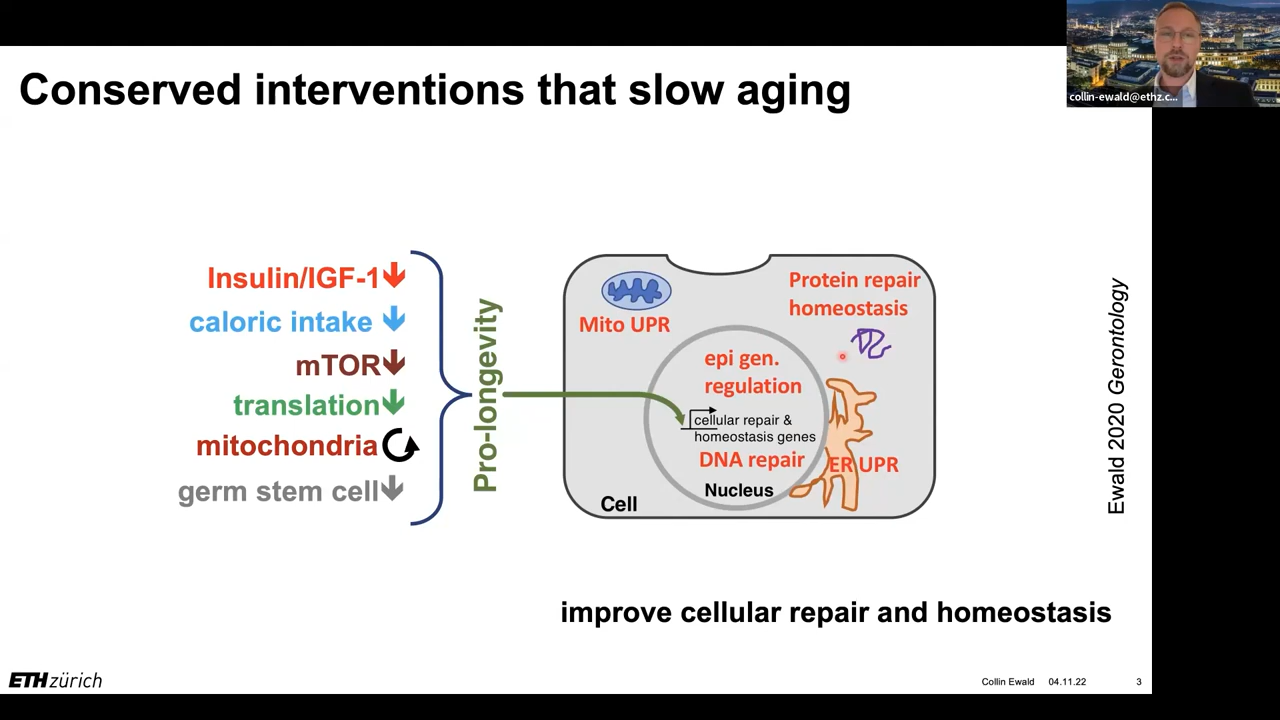 Conserved interventions that slow aging
collin-ewald@ethz.c...
Insulin/IGF-1
caloric intake
mTOR
translation
mitochondria
germ stem cell
Pro-longevity
Mito UPR
Protein repair
homeostasis
epi gen.
regulation
cellular repair &
homeostasis genes
DNA repair
ER UPR
Nucleus
Cell
Ewald 2020 Gerontology
improve cellular repair and homeostasis
ETH zürich
Collin Ewald 04.11.22 3